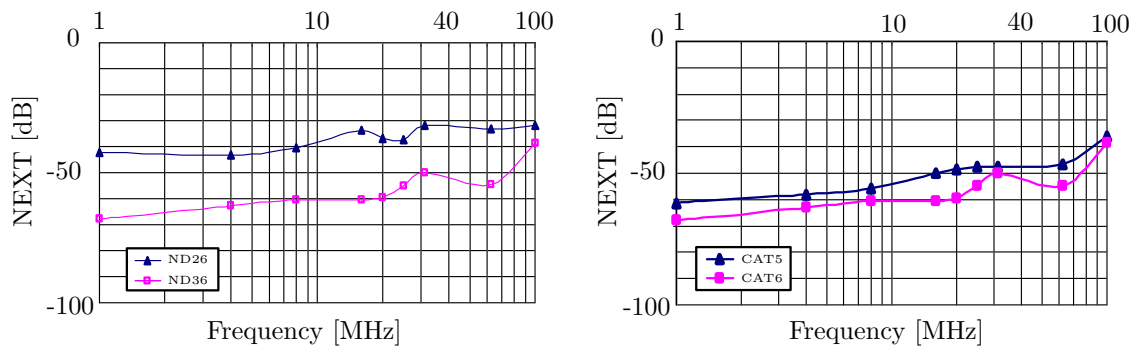 1 10 40 100
0
-50
-100
NEXT [dB]
ND26
ND36
Frequency [MHz]
1 10 40 100
0
-50
-100
NEXT [dB]
CAT5
CAT6
Frequency [MHz]